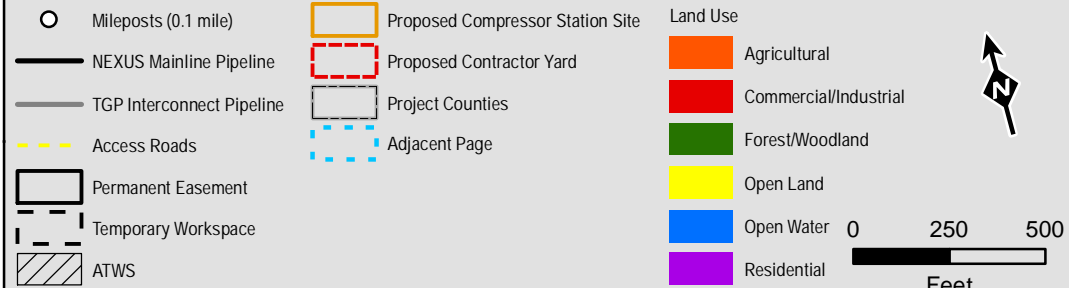 Mileposts (0.1 mile)
NEXUS Mainline Pipeline
TGP Interconnect Pipeline
Access Roads
Permanent Easement
Temporary Workspace
ATWS
Proposed Compressor Station Site
Proposed Contractor Yard
Project Counties
Adjacent Page
Land Use
Agricultural
Commercial/Industrial
Forest/Woodland
Open Land
Open Water
Residential
N
0 250 500
Feet